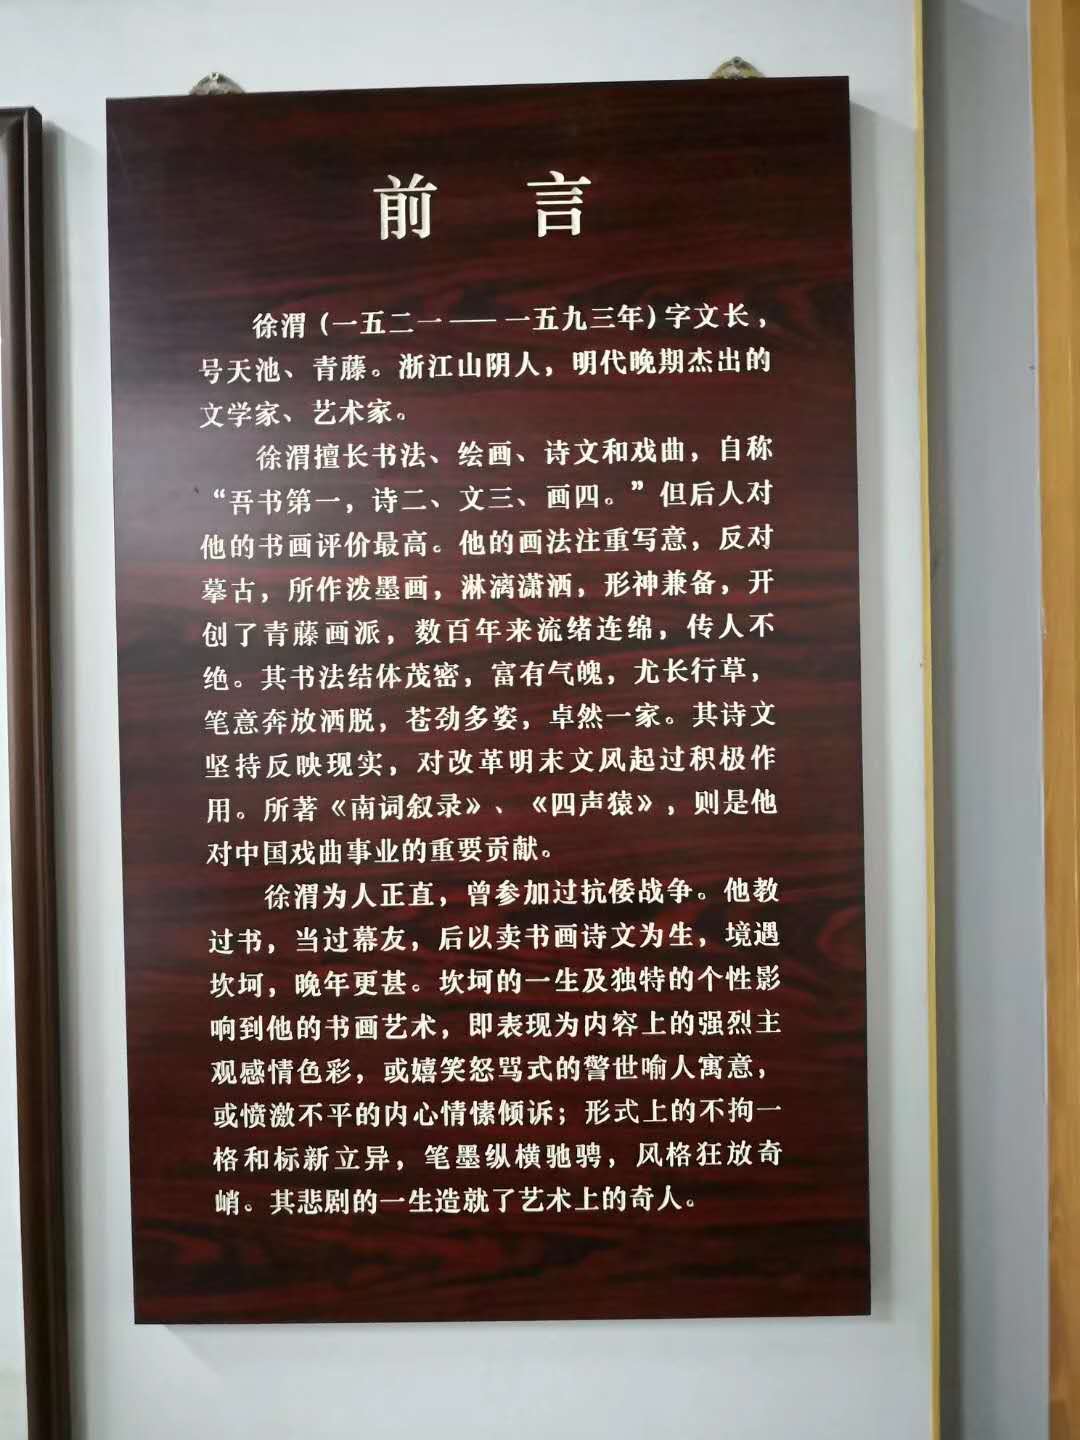 前 言
徐渭(一五二一——一五九三年)字文长，
号天池、青藤。浙江山阴人，明代晚期杰出的
文学家、艺术家。
徐渭擅长书法、绘画、诗文和戏曲，自称
“吾书第一，诗二、文三、画四。”但后人对
他的书画评价最高。他的画法注重写意，反对
摹古，所作泼墨画，淋漓潇洒，形神兼备，开
创了青藤画派，数百年来流绪连绵，传人不
绝。其书法结体茂密，富有气魄，尤长行草，
笔意奔放洒脱，苍劲多姿，卓然一家。其诗文
坚持反映现实，对改革明末文风起过积极作
用。所著《南词叙录》、《四声猿》，则是他
对中国戏曲事业的重要贡献。
徐渭为人正直，曾参加过抗倭战争。他教
过书，当过幕友，后以卖书画诗文为生，境遇
坎坷，晚年更甚。坎坷的一生及独特的个性影
响到他的书画艺术，即表现为内容上的强烈主
观感情色彩，或嬉笑怒骂式的警世喻人寓意，
或愤激不平的内心情愫倾诉；形式上的不拘一
格和标新立异，笔墨纵横驰骋，风格狂放奇
峭。其悲剧的一生造就了艺术上的奇人。